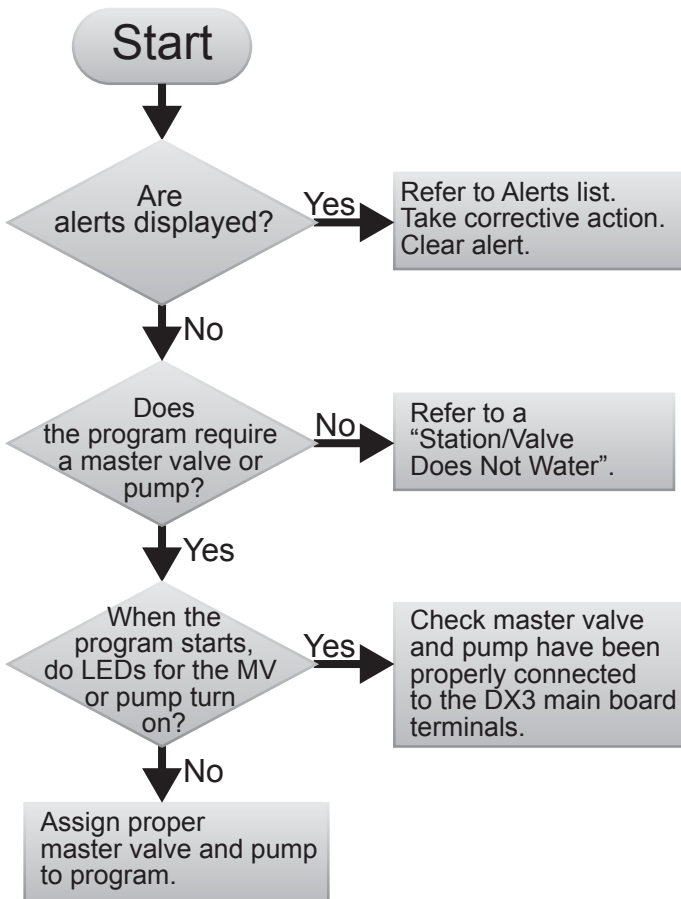 Start
Are
alerts displayed?
Yes
Refer to Alerts list.
Take corrective action.
Clear alert.
No
Does
the program require
a master valve or
pump?
No
Refer to a
“Station/Valve
Does Not Water”.
Yes
When the
program starts,
do LEDs for the MV
or pump turn
on?
Yes
Check master valve
and pump have been
properly connected
to the DX3 main board
terminals.
No
Assign proper
master valve and pump
to program.